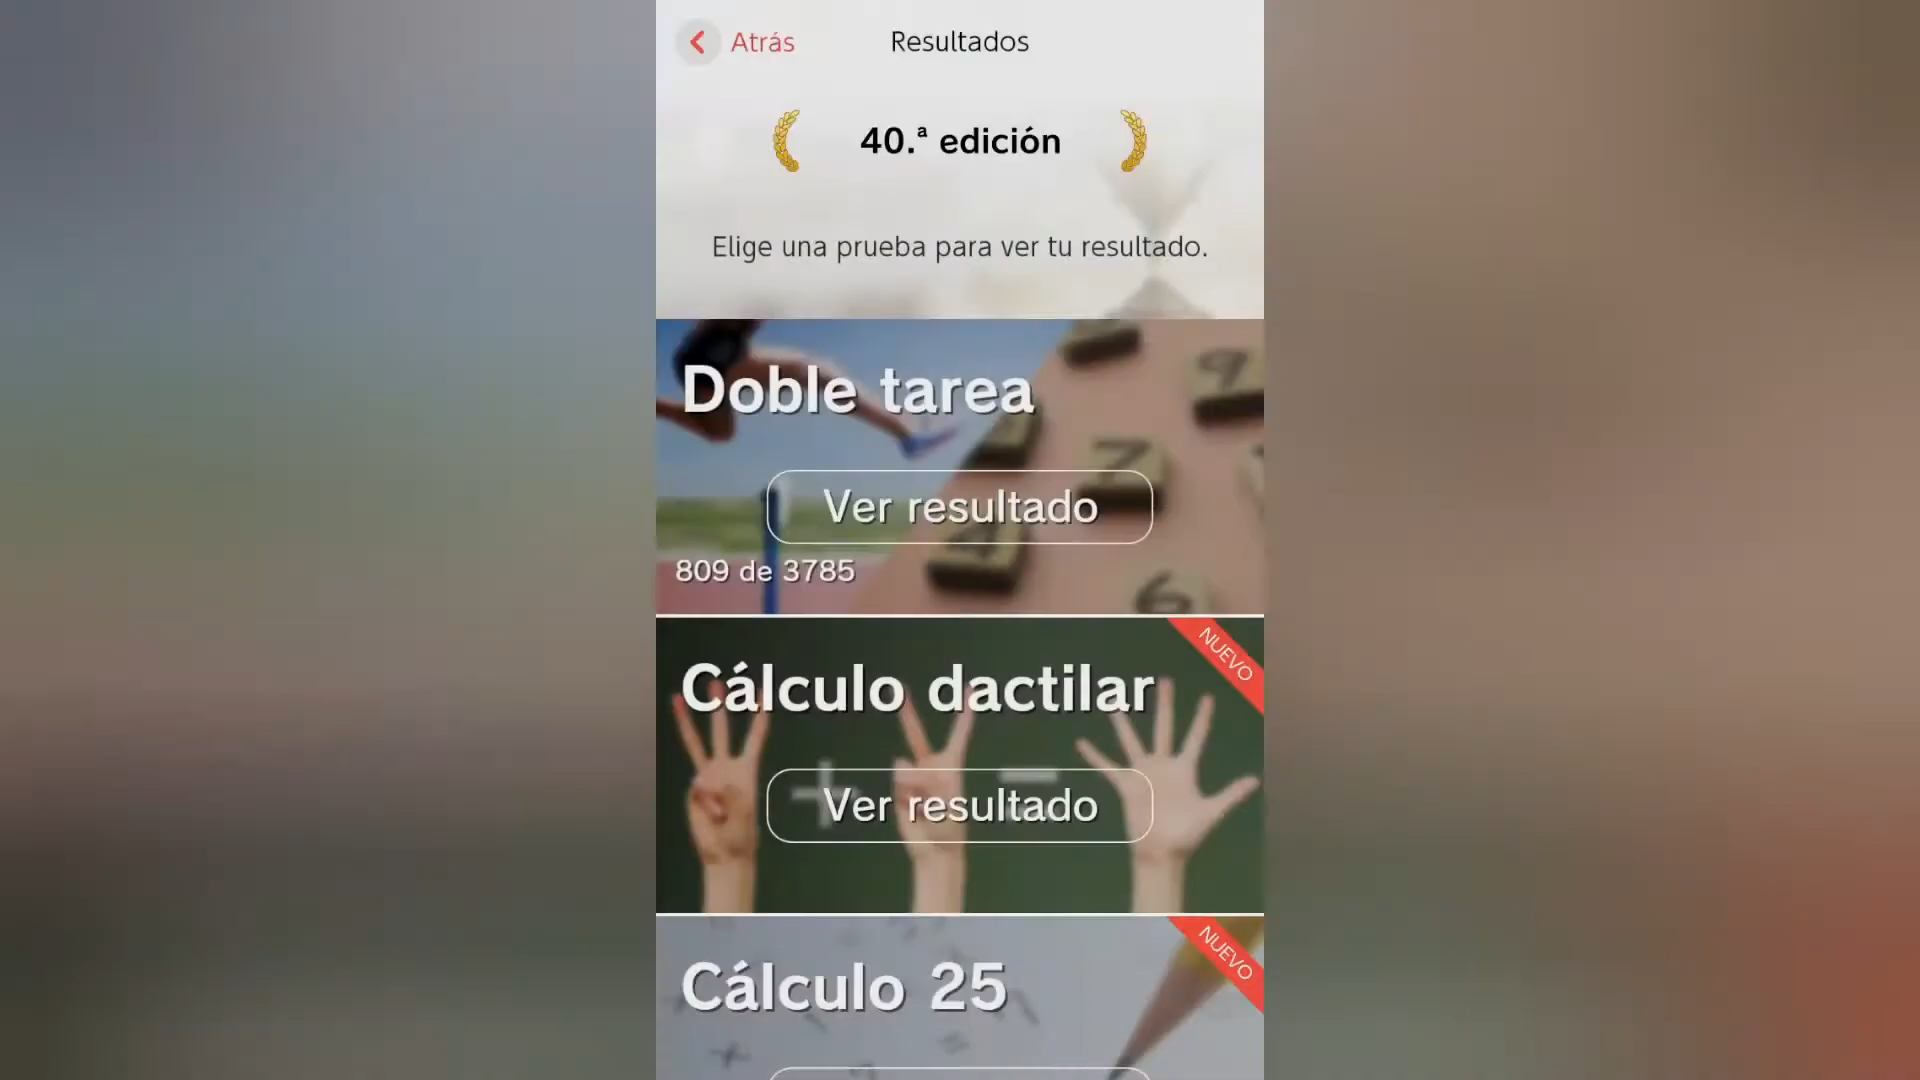 Atrás
Resultados
40.ª edición
Elige una prueba para ver tu resultado.
Doble tarea
Ver resultado
809 de 3785
NUEVO
Cálculo dactilar
Ver resultado
NUEVO
Cálculo 25